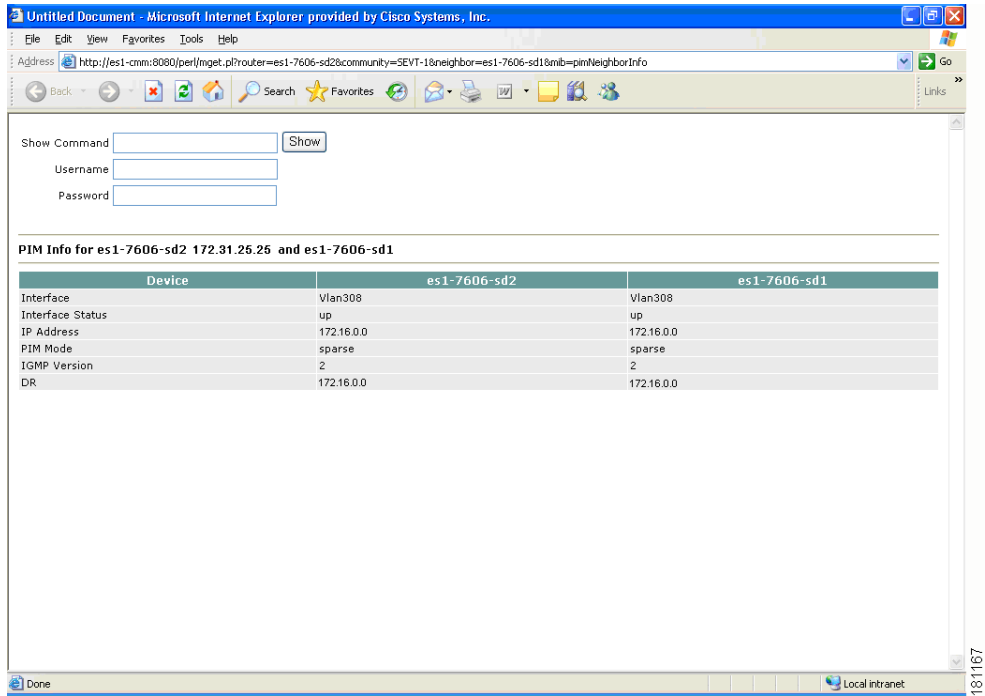 Untitled Document - Microsoft Internet Explorer provided by Cisco Systems, Inc.
File Edit View Favorites Tools Help
Address http://es1-cmm:8080/perl/mget.pl?router=es1-7606-sd2&community=SEVT-1&neighbor=es1-7606-sd1&mib=pimNeighborInfo Go
Back Search Favorites Links »
Show Command Show
Username
Password
PIM Info for es1-7606-sd2 172.31.25.25 and es1-7606-sd1
Device es1-7606-sd2 es1-7606-sd1
Interface Vlan308 Vlan308
Interface Status up up
IP Address 172.16.0.0 172.16.0.0
PIM Mode sparse sparse
IGMP Version 2 2
DR 172.16.0.0 172.16.0.0
Done Local intranet
181167